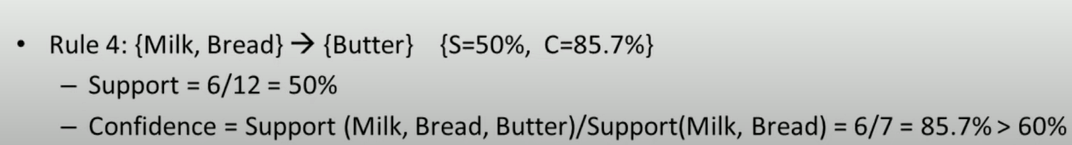 • Rule 4: {Milk, Bread} → {Butter} {S=50%, C=85.7%}
– Support = 6/12 = 50%
– Confidence = Support (Milk, Bread, Butter)/Support(Milk, Bread) = 6/7 = 85.7% > 60%